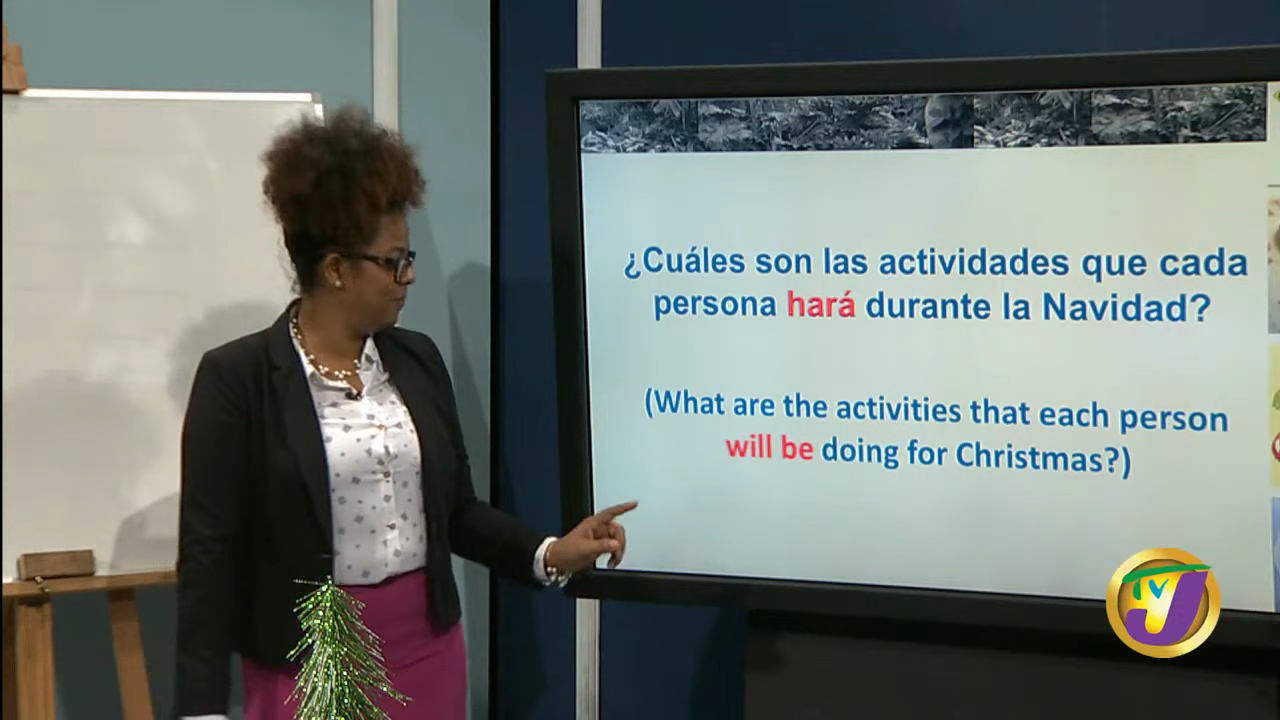 ¿Cuáles son las actividades que cada
persona hará durante la Navidad?
(What are the activities that each person
will be doing for Christmas?)
TVJ